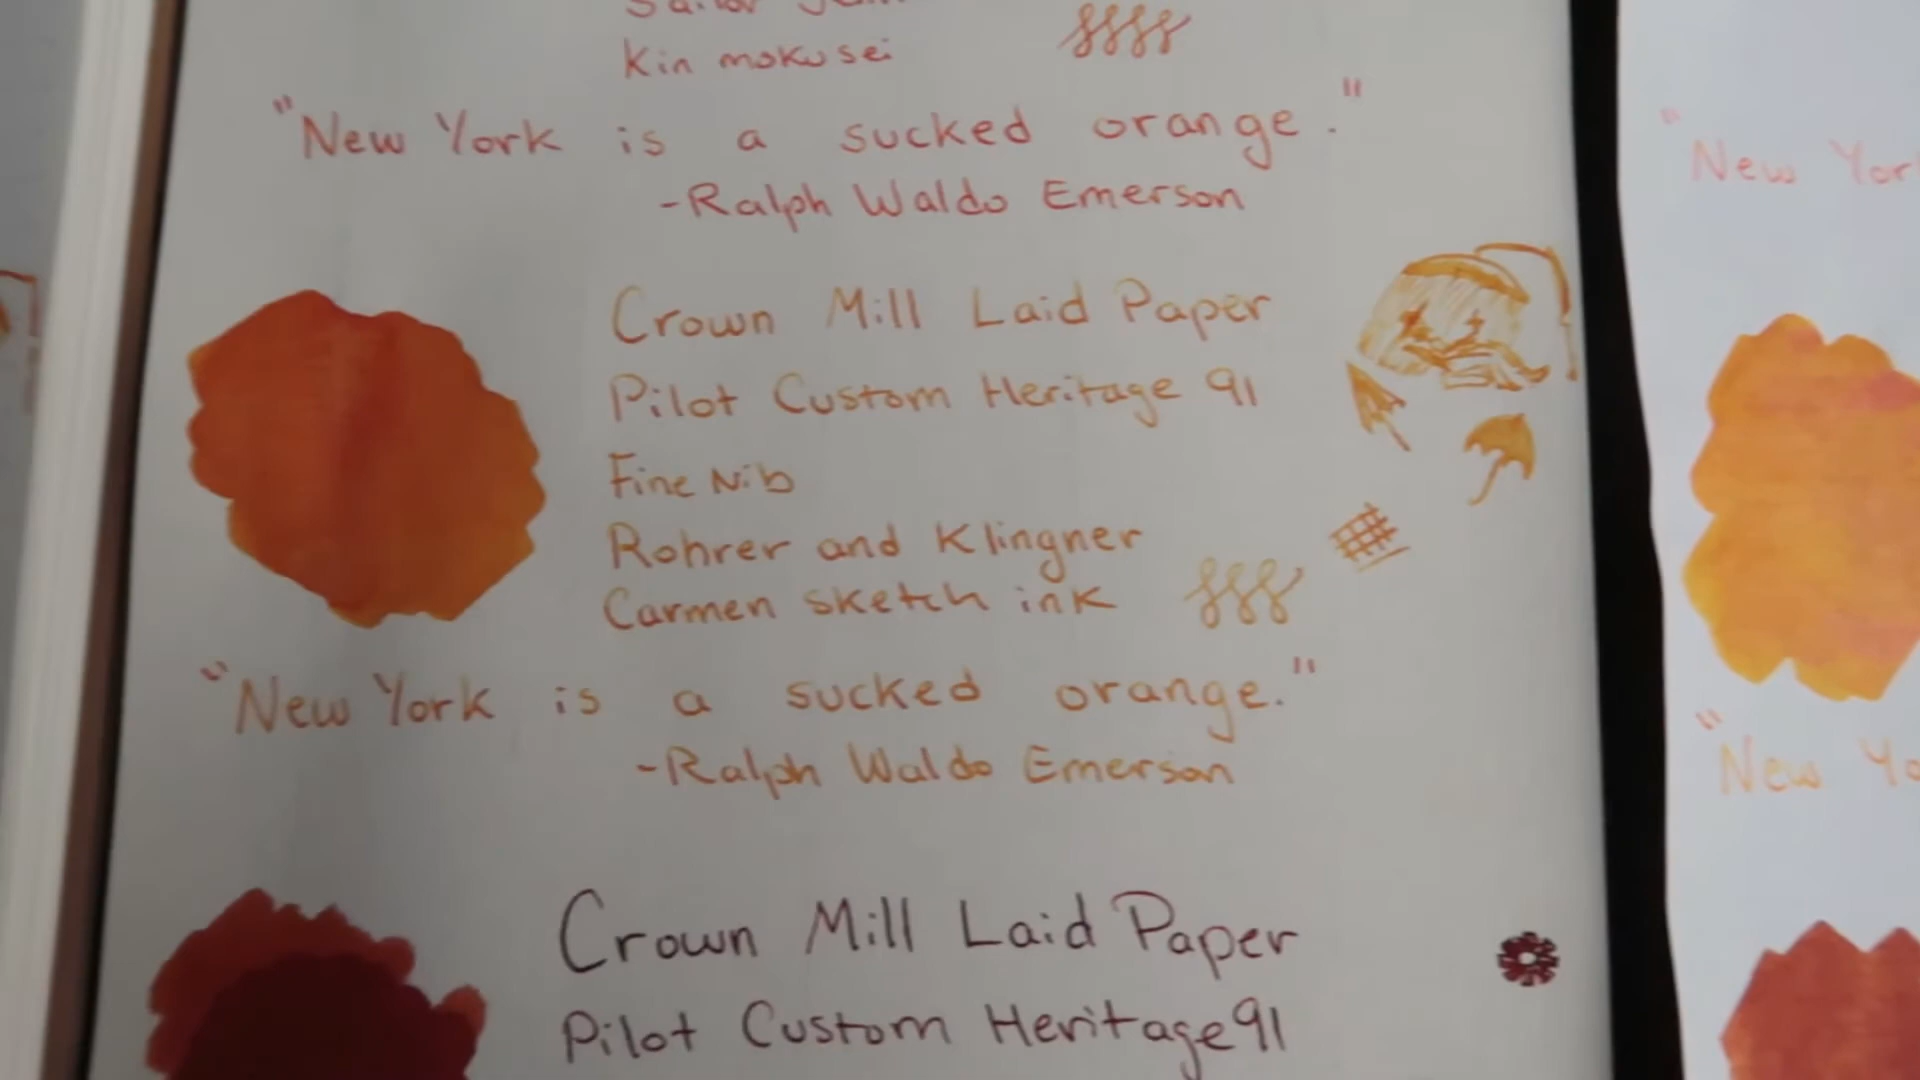 Sailor
Kin mokusei
"New York is a sucked orange."
-Ralph Waldo Emerson
Crown Mill Laid Paper
Pilot Custom Heritage 91
Fine Nib
Rohrer and Klingner
Carmen sketch ink
"New York is a sucked orange."
-Ralph Waldo Emerson
Crown Mill Laid Paper
Pilot Custom Heritage 91
"New York
"New Yo